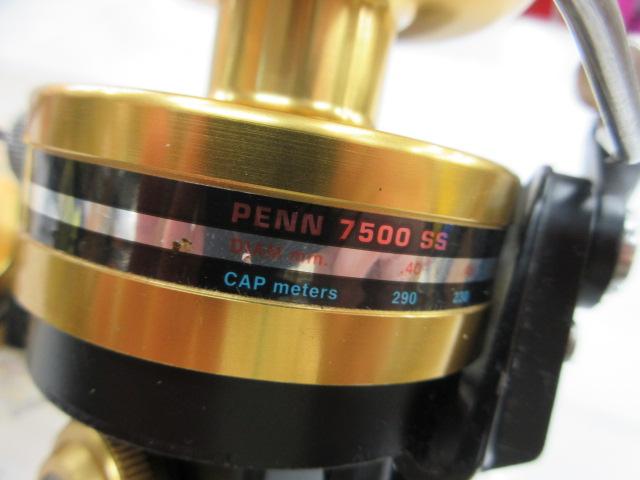 PENN 7500 SS
DIAM mm. .40
CAP meters 290 230